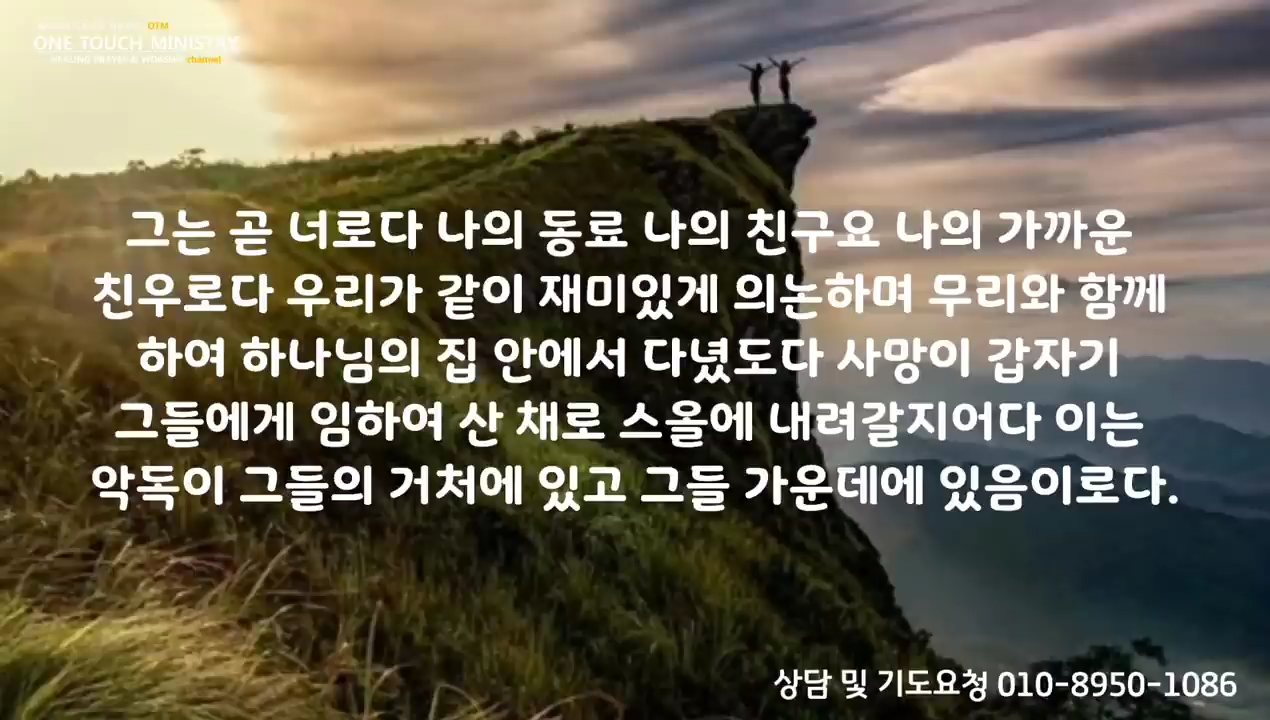 OTM
ONE TOUCH MINISTRY
HEALING PRAYER & WORSHIP channel
그는 곧 너로다 나의 동료 나의 친구요 나의 가까운
친우로다 우리가 같이 재미있게 의논하며 무리와 함께
하여 하나님의 집 안에서 다녔도다 사망이 갑자기
그들에게 임하여 산 채로 스올에 내려갈지어다 이는
악독이 그들의 거처에 있고 그들 가운데에 있음이로다.
상담 및 기도요청 010-8950-1086